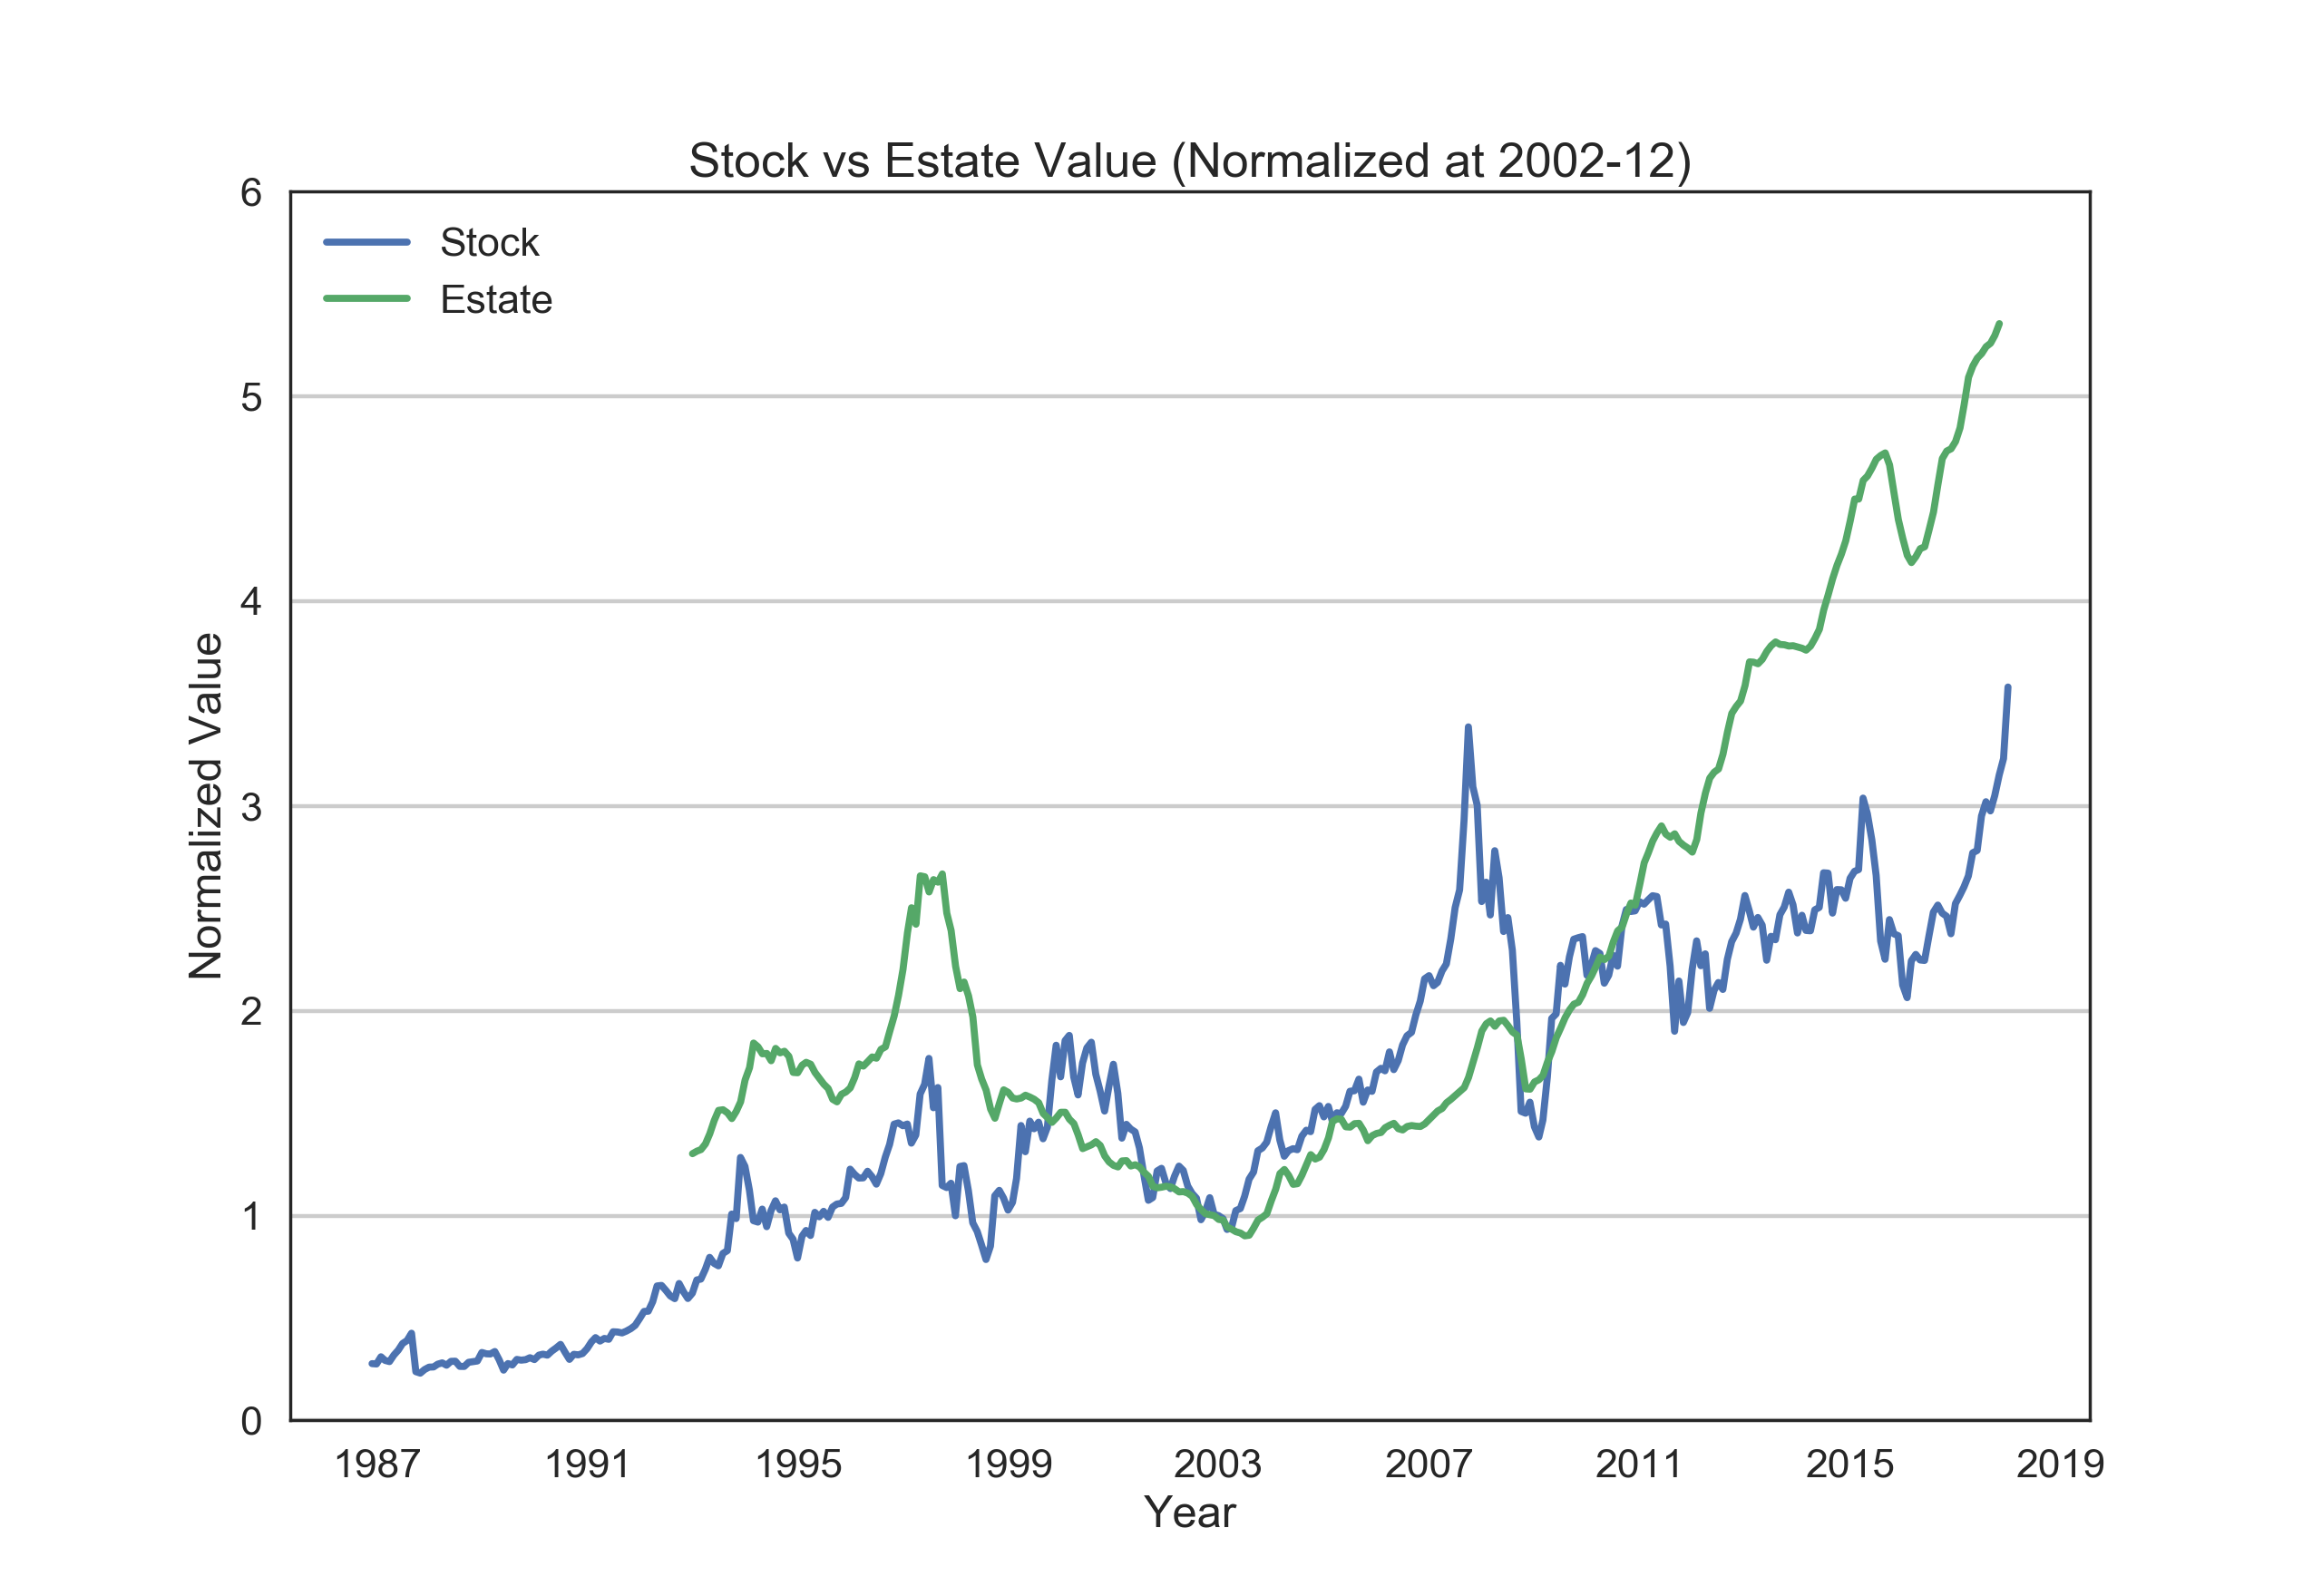 Stock vs Estate Value (Normalized at 2002-12)
Stock
Estate
Normalized Value
6
5
4
3
2
1
0
1987 1991 1995 1999 2003 2007 2011 2015 2019
Year